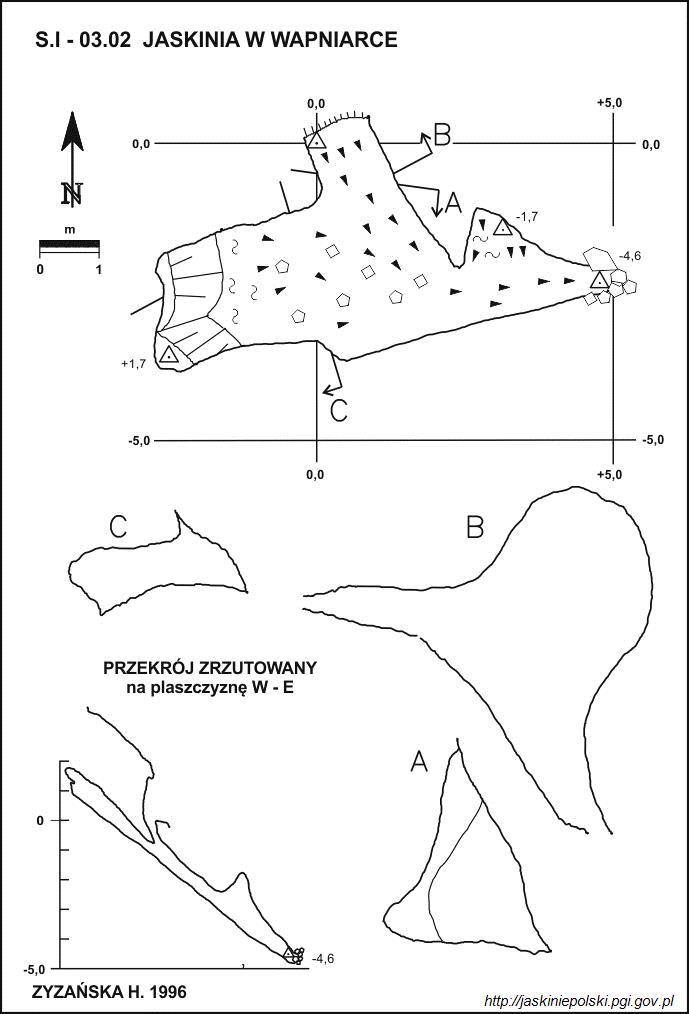 S.I - 03.02 JASKINIA W WAPNIARCE
0,0
+5,0
0,0
0,0
B
A
N
m
0 1
-1,7
-4,6
+1,7
C
-5,0
-5,0
0,0
+5,0
C
B
PRZEKRÓJ ZRZUTOWANY
na plaszczyznę W - E
A
0
-5,0
-4,6
ZYZAŃSKA H. 1996
http://jaskiniepolski.pgi.gov.pl